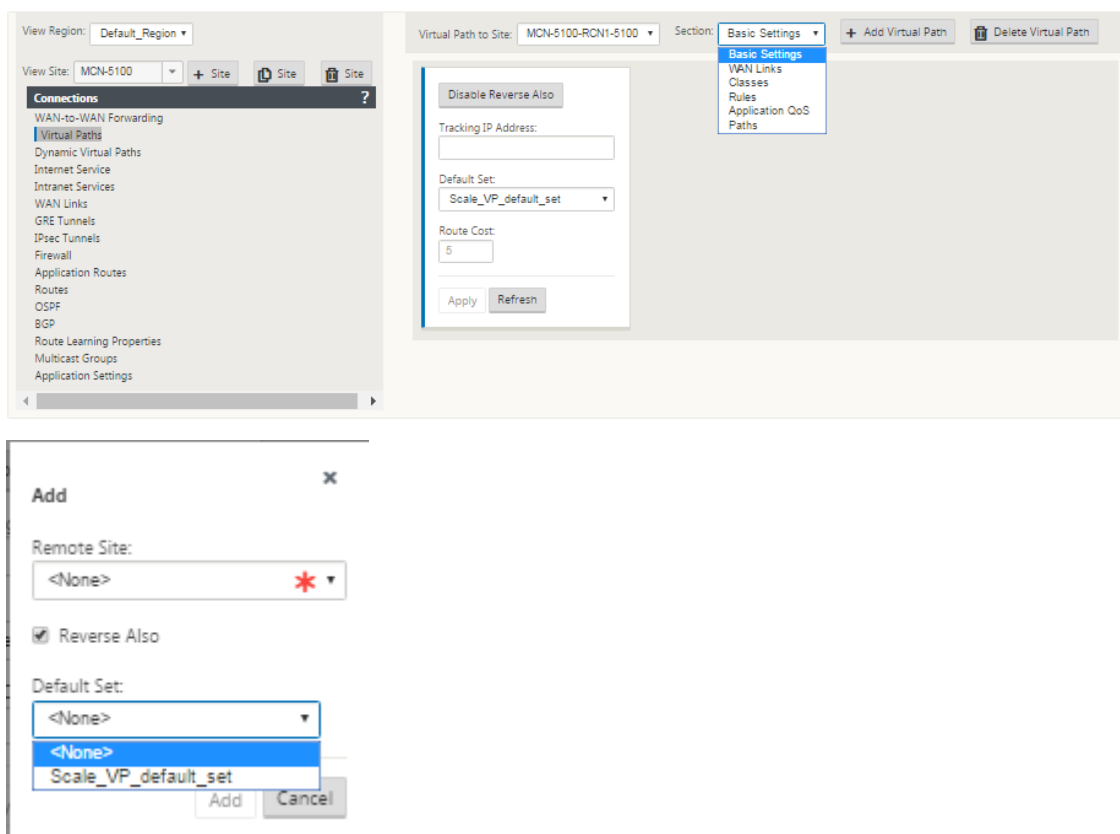 View Region: Default_Region
Virtual Path to Site: MCN-5100-RCN1-5100 Section: Basic Settings + Add Virtual Path Delete Virtual Path
Basic Settings
WAN Links
Classes
Rules
Application QoS
Paths
View Site: MCN-5100 + Site Site Site
Connections ?
WAN-to-WAN Forwarding
Virtual Paths
Dynamic Virtual Paths
Internet Service
Intranet Services
WAN Links
GRE Tunnels
IPsec Tunnels
Firewall
Application Routes
Routes
OSPF
BGP
Route Learning Properties
Multicast Groups
Application Settings
Disable Reverse Also
Tracking IP Address:
Default Set:
Scale_VP_default_set
Route Cost:
5
Apply Refresh
Add
Remote Site:
<None>
Reverse Also
Default Set:
<None>
<None>
Scale_VP_default_set
Add Cancel